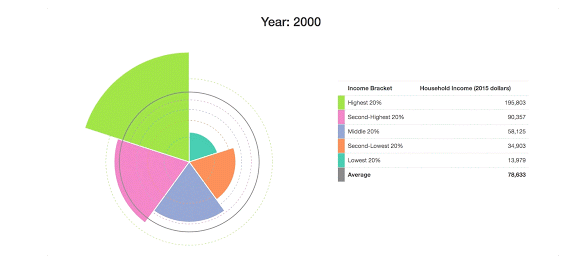 Year: 2000
Income Bracket Household Income (2015 dollars)
Highest 20% 195,803
Second-Highest 20% 90,357
Middle 20% 58,125
Second-Lowest 20% 34,903
Lowest 20% 13,979
Average 78,633